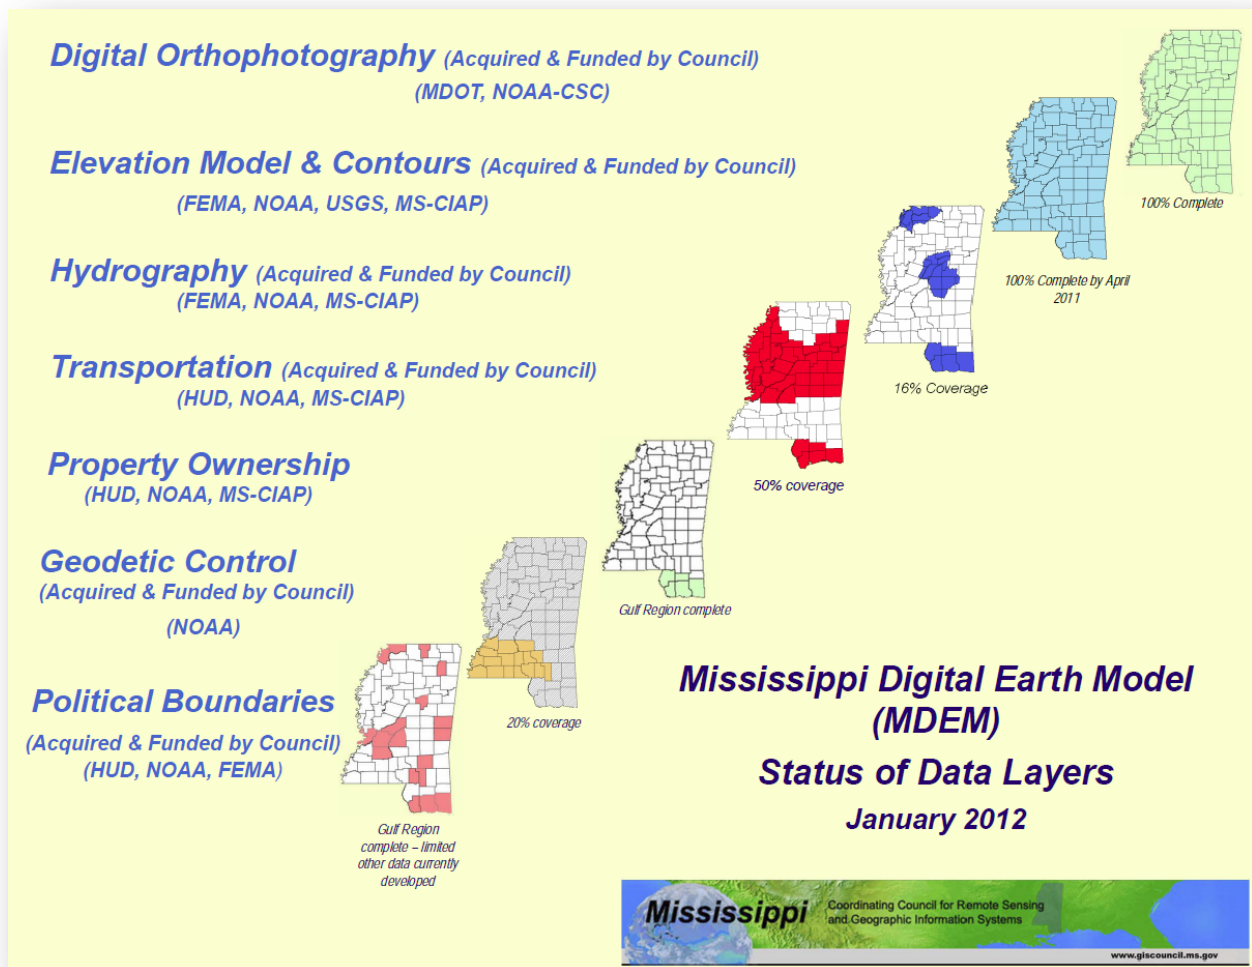 Digital Orthophotography (Acquired & Funded by Council)
(MDOT, NOAA-CSC)
100% Complete
Elevation Model & Contours (Acquired & Funded by Council)
(FEMA, NOAA, USGS, MS-CIAP)
100% Complete by April
2011
Hydrography (Acquired & Funded by Council)
(FEMA, NOAA, MS-CIAP)
16% Coverage
Transportation (Acquired & Funded by Council)
(HUD, NOAA, MS-CIAP)
50% coverage
Property Ownership
(HUD, NOAA, MS-CIAP)
Gulf Region complete
Geodetic Control
(Acquired & Funded by Council)
(NOAA)
20% coverage
Political Boundaries
(Acquired & Funded by Council)
(HUD, NOAA, FEMA)
Gulf Region
complete – limited
other data currently
developed
Mississippi Digital Earth Model
(MDEM)
Status of Data Layers
January 2012
Mississippi
Coordinating Council for Remote Sensing
and Geographic Information Systems
www.giscouncil.ms.gov